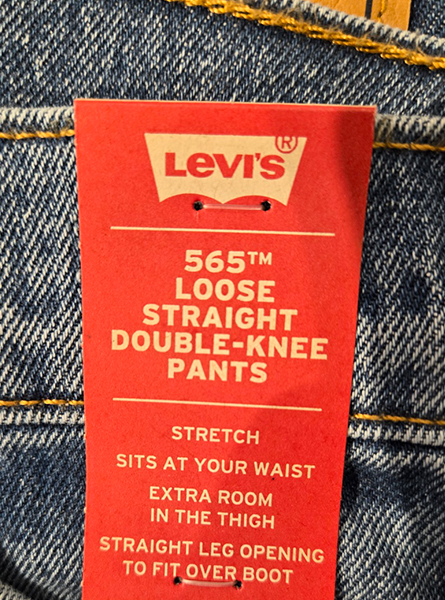 LEVI'S®
565™
LOOSE
STRAIGHT
DOUBLE-KNEE
PANTS
STRETCH
SITS AT YOUR WAIST
EXTRA ROOM
IN THE THIGH
STRAIGHT LEG OPENING
TO FIT OVER BOOT